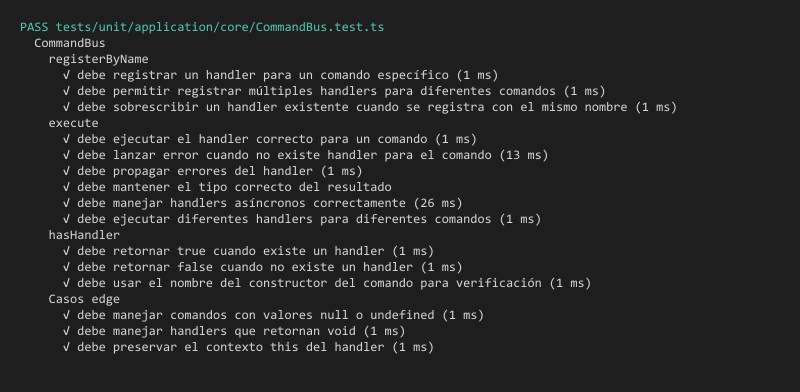 PASS tests/unit/application/core/CommandBus.test.ts
CommandBus
registerByName
√ debe registrar un handler para un comando específico (1 ms)
√ debe permitir registrar múltiples handlers para diferentes comandos (1 ms)
√ debe sobrescribir un handler existente cuando se registra con el mismo nombre (1 ms)
execute
√ debe ejecutar el handler correcto para un comando (1 ms)
√ debe lanzar error cuando no existe handler para el comando (13 ms)
√ debe propagar errores del handler (1 ms)
√ debe mantener el tipo correcto del resultado
√ debe manejar handlers asíncronos correctamente (26 ms)
√ debe ejecutar diferentes handlers para diferentes comandos (1 ms)
hasHandler
√ debe retornar true cuando existe un handler (1 ms)
√ debe retornar false cuando no existe un handler (1 ms)
√ debe usar el nombre del constructor del comando para verificación (1 ms)
Casos edge
√ debe manejar comandos con valores null o undefined (1 ms)
√ debe manejar handlers que retornan void (1 ms)
√ debe preservar el contexto this del handler (1 ms)